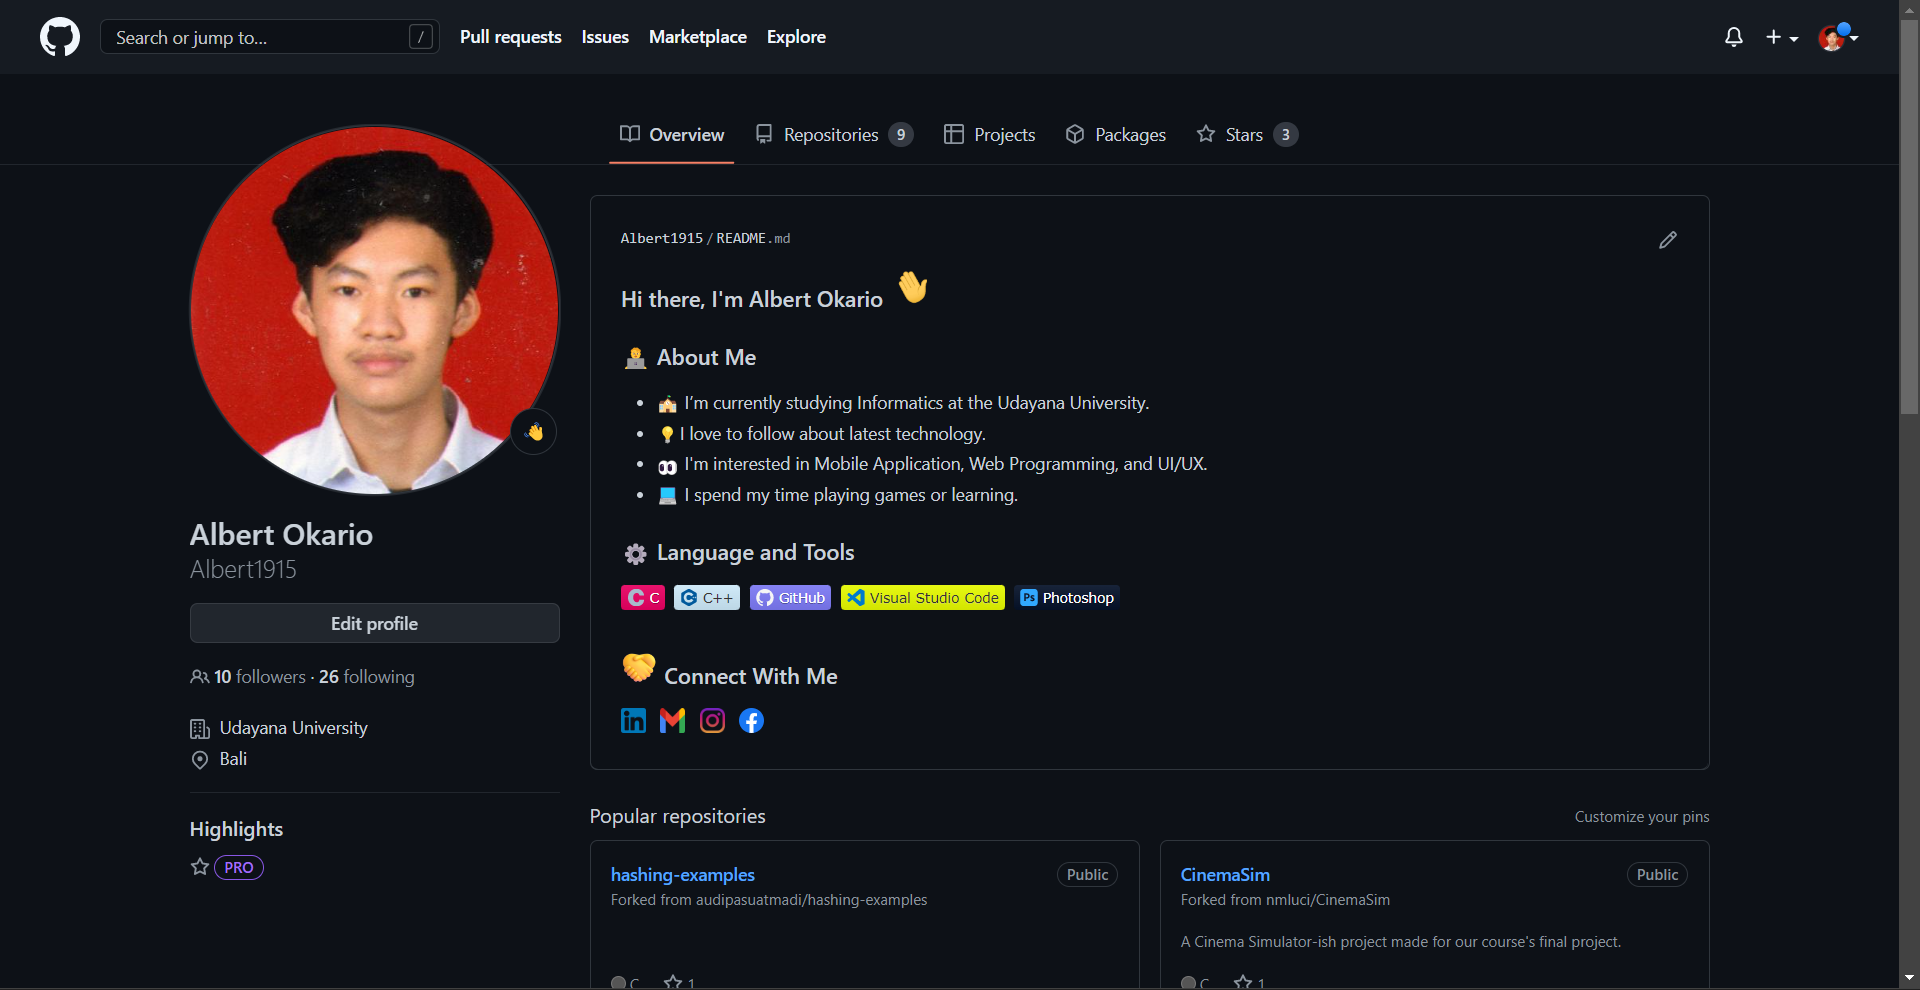 Search or jump to... / Pull requests Issues Marketplace Explore
Overview Repositories 9 Projects Packages Stars 3
Albert1915/README.md
Hi there, I'm Albert Okario
About Me
I’m currently studying Informatics at the Udayana University.
I love to follow about latest technology.
I'm interested in Mobile Application, Web Programming, and UI/UX.
I spend my time playing games or learning.
Language and Tools
C C C++ GitHub Visual Studio Code Ps Photoshop
Connect With Me
in
Albert Okario
Albert1915
Edit profile
10 followers · 26 following
Udayana University
Bali
Highlights
PRO
Popular repositories Customize your pins
hashing-examples Public
Forked from audipasuatmadi/hashing-examples
C 1
CinemaSim Public
Forked from nmluci/CinemaSim
A Cinema Simulator-ish project made for our course's final project.
C 1